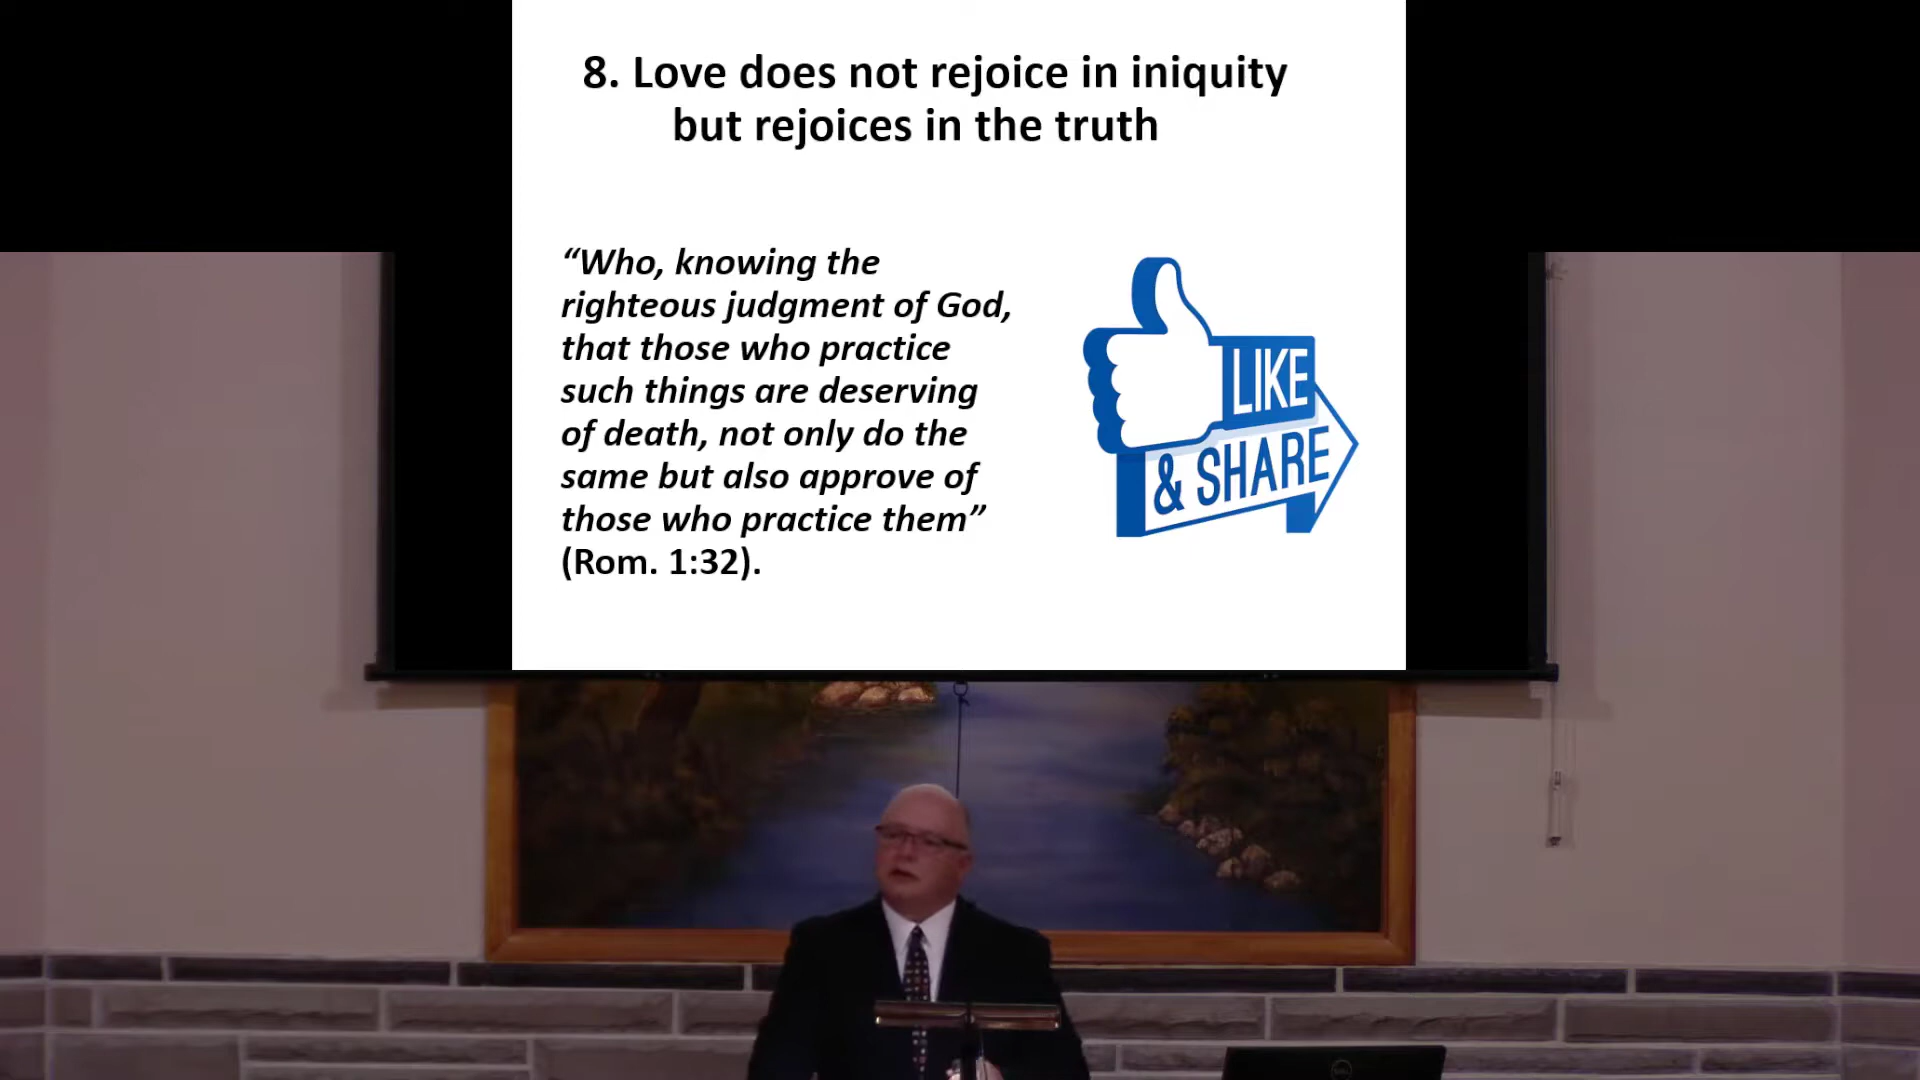 8. Love does not rejoice in iniquity
but rejoices in the truth
“Who, knowing the
righteous judgment of God,
that those who practice
such things are deserving
of death, not only do the
same but also approve of
those who practice them”
(Rom. 1:32).
LIKE
& SHARE
DELL